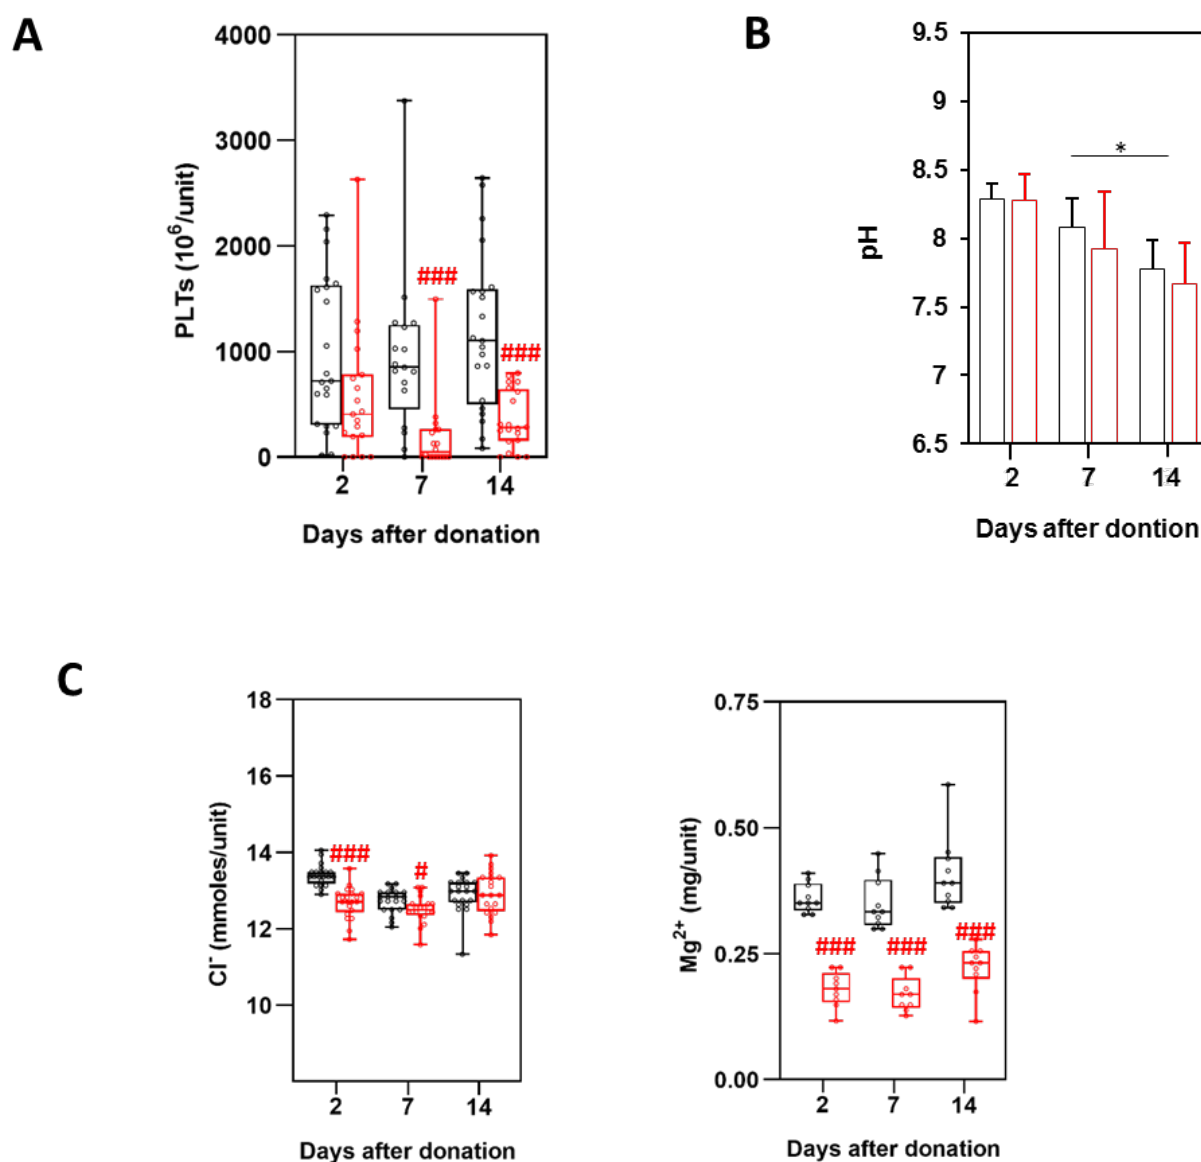 A
4000
3000
2000
1000
0
PLTs (10⁶/unit)
###
###
2 7 14
Days after donation
B
9.5
9
8.5
8
7.5
7
6.5
pH
*
2 7 14
Days after dontion
C
18
16
14
12
10
Cl⁻ (mmoles/unit)
###
#
2 7 14
Days after donation
0.75
0.50
0.25
0.00
Mg²⁺ (mg/unit)
###
###
###
2 7 14
Days after donation